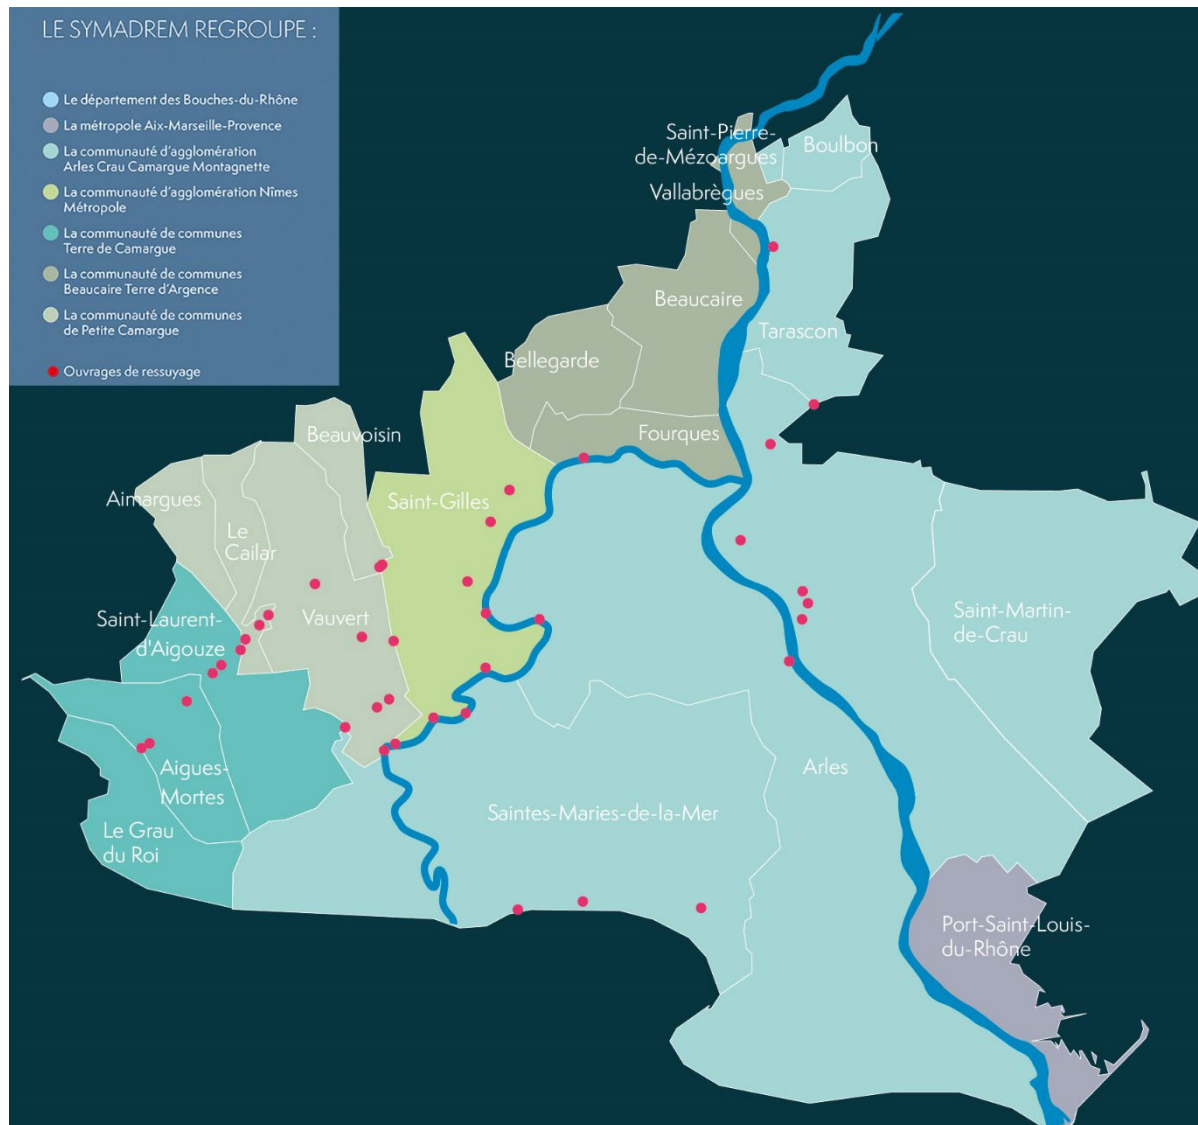 LE SYMADREM REGROUPE :
Le département des Bouches-du-Rhône
La métropole Aix-Marseille-Provence
La communauté d'agglomération
Arles Crau Camargue Montagnette
La communauté d'agglomération Nîmes
Métropole
La communauté de communes
Terre de Camargue
La communauté de communes
Beaucaire Terre d'Argence
La communauté de communes
de Petite Camargue
Ouvrages de ressuyage
Saint-Pierre-
de-Mézoargues
Boulbon
Vallabrègues
Beaucaire
Tarascon
Bellegarde
Fourques
Beauvoisin
Aimargues
Saint-Gilles
Le
Cailar
Saint-Laurent-
d'Aigouze
Vauvert
Saint-Martin-
de-Crau
Arles
Aigues-
Mortes
Saintes-Maries-de-la-Mer
Le Grau
du Roi
Port-Saint-Louis-
du-Rhône